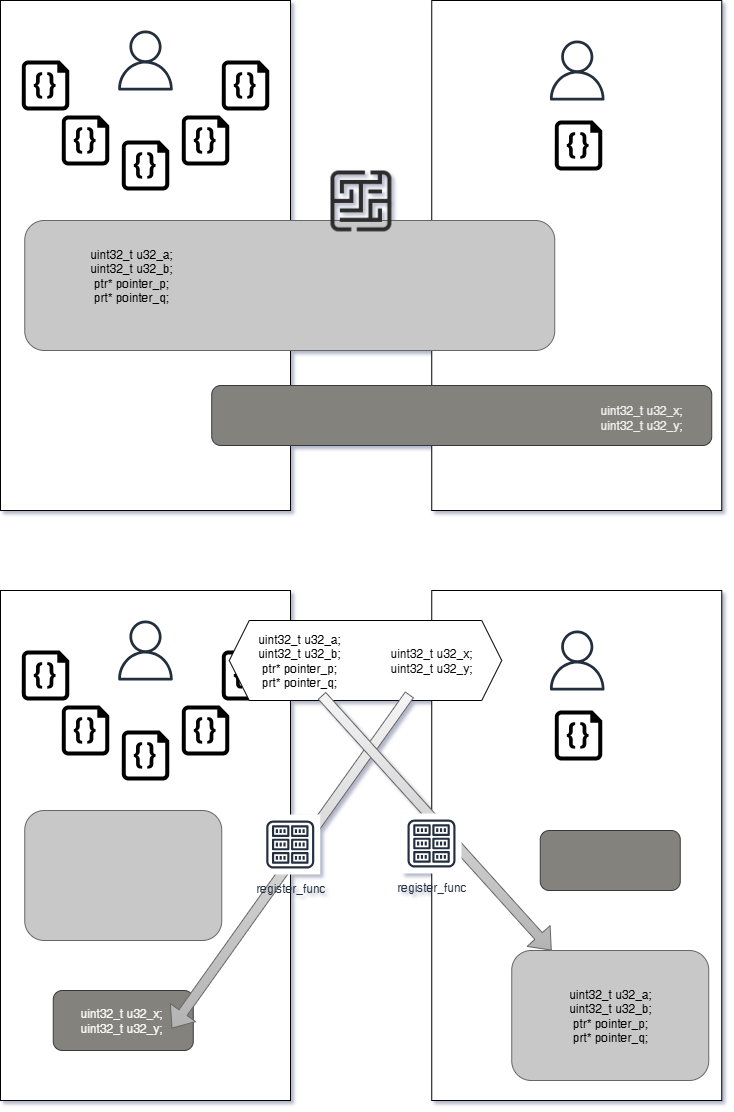 {}
{}
{}
{}
{}
{}
uint32_t u32_a;
uint32_t u32_b;
ptr* pointer_p;
prt* pointer_q;
uint32_t u32_x;
uint32_t u32_y;
uint32_t u32_a;
uint32_t u32_b;
ptr* pointer_p;
prt* pointer_q;
uint32_t u32_x;
uint32_t u32_y;
{}
{
{}
{}
{}
{}
register_func
register_func
uint32_t u32_x;
uint32_t u32_y;
uint32_t u32_a;
uint32_t u32_b;
ptr* pointer_p;
prt* pointer_q;